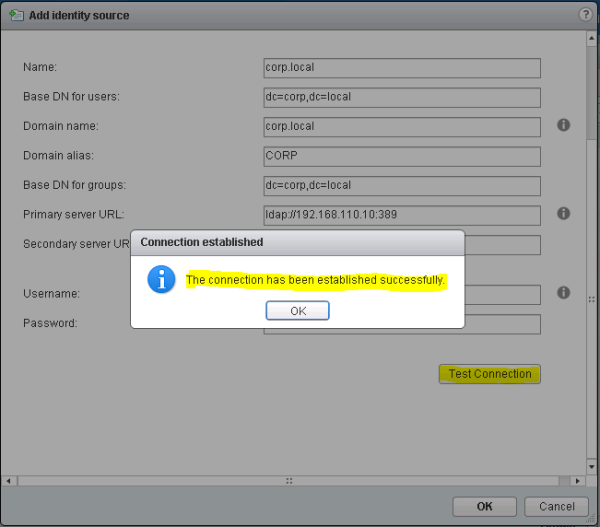 Add identity source
?
Name: corp.local
Base DN for users: dc=corp,dc=local
Domain name: corp.local
Domain alias: CORP
Base DN for groups: dc=corp,dc=local
Primary server URL: ldap://192.168.110.10:389
Secondary server UR
Connection established
The connection has been established successfully.
OK
Username:
Password:
Test Connection
OK Cancel